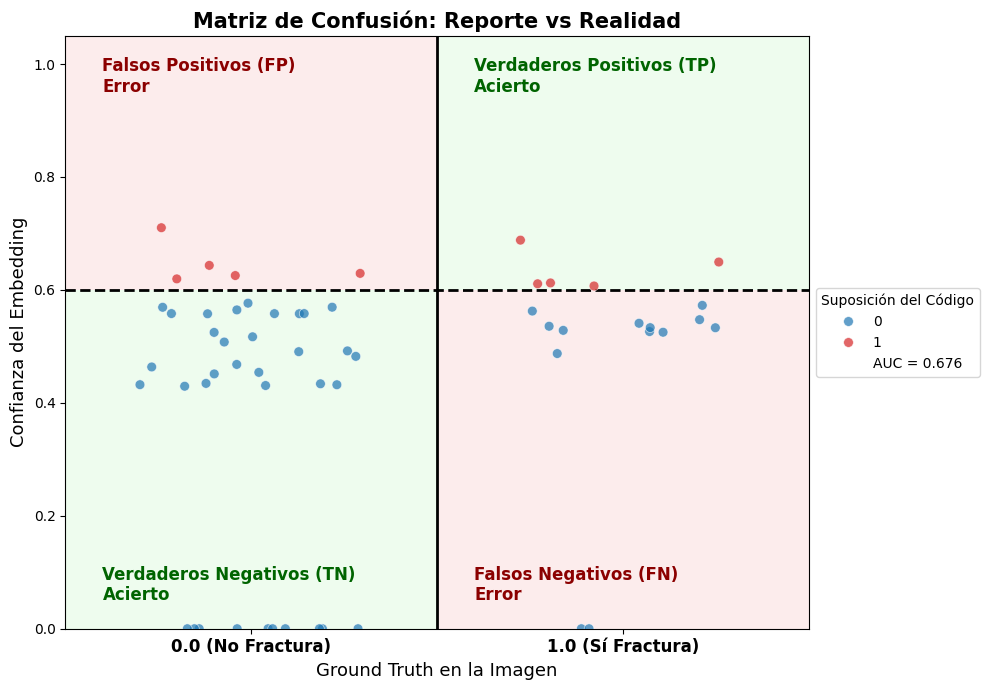 Matriz de Confusión: Reporte vs Realidad
Falsos Positivos (FP)
Error
Verdaderos Positivos (TP)
Acierto
Verdaderos Negativos (TN)
Acierto
Falsos Negativos (FN)
Error
Confianza del Embedding
1.0
0.8
0.6
0.4
0.2
0.0
0.0 (No Fractura)
1.0 (Sí Fractura)
Ground Truth en la Imagen
Suposición del Código
0
1
AUC = 0.676